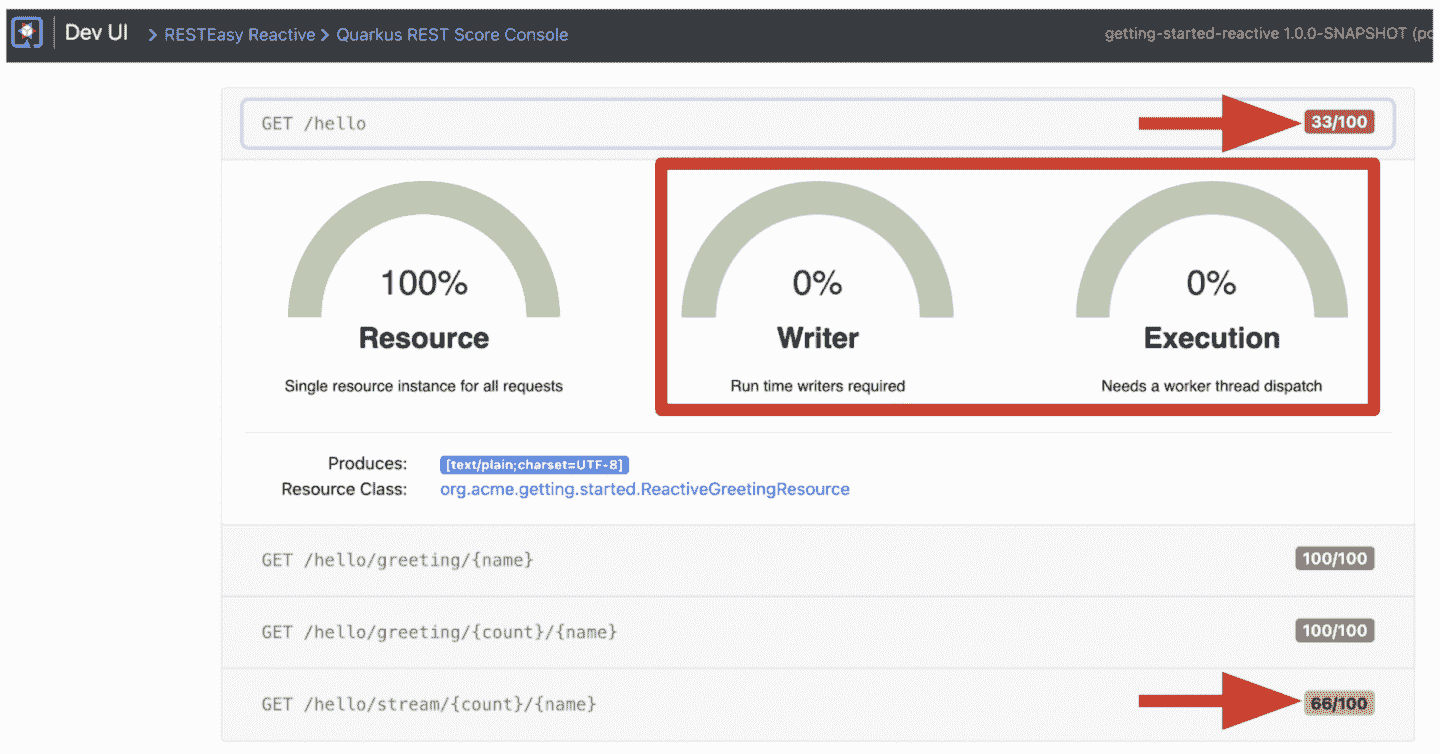 Dev UI > RESTEasy Reactive > Quarkus REST Score Console getting-started-reactive 1.0.0-SNAPSHOT
GET /hello 33/100
100% 0% 0%
Resource Writer Execution
Single resource instance for all requests Run time writers required Needs a worker thread dispatch
Produces: [text/plain;charset=UTF-8]
Resource Class: org.acme.getting.started.ReactiveGreetingResource
GET /hello/greeting/{name} 100/100
GET /hello/greeting/{count}/{name} 100/100
GET /hello/stream/{count}/{name} 66/100